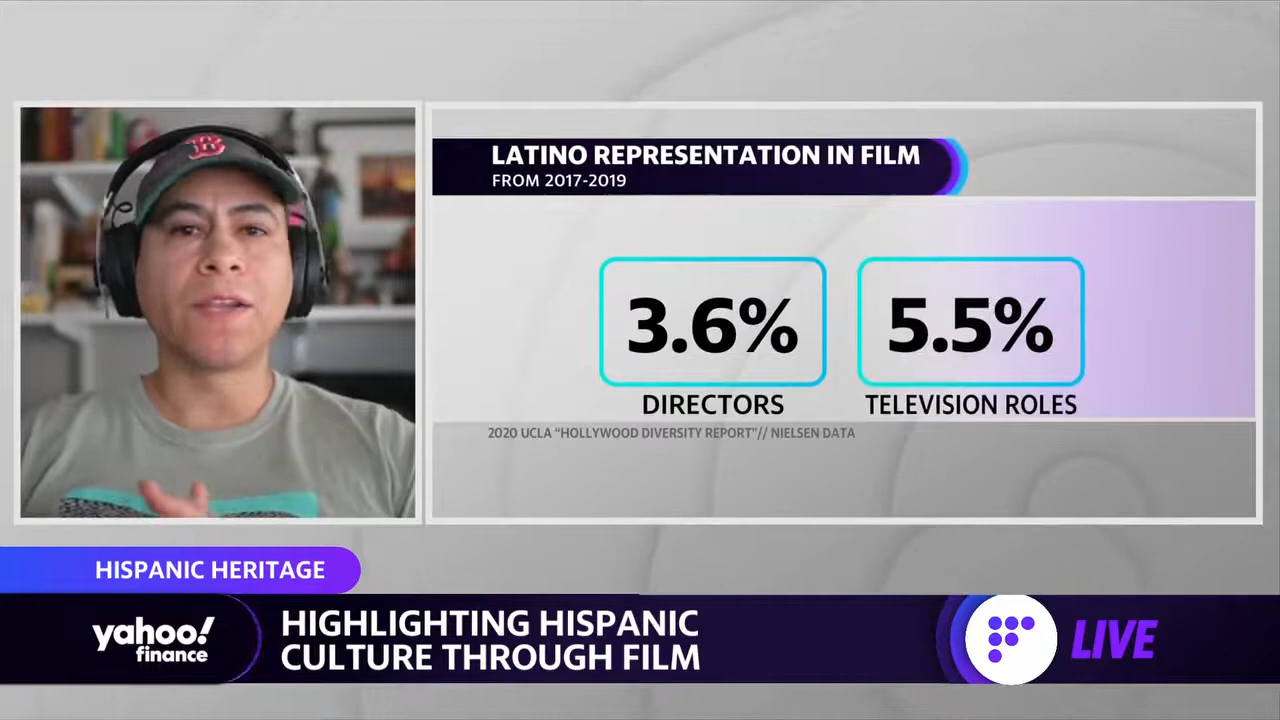 B
LATINO REPRESENTATION IN FILM
FROM 2017-2019
3.6%
5.5%
DIRECTORS
TELEVISION ROLES
2020 UCLA “HOLLYWOOD DIVERSITY REPORT”// NIELSEN DATA
HISPANIC HERITAGE
yahoo!
finance
HIGHLIGHTING HISPANIC
CULTURE THROUGH FILM
LIVE